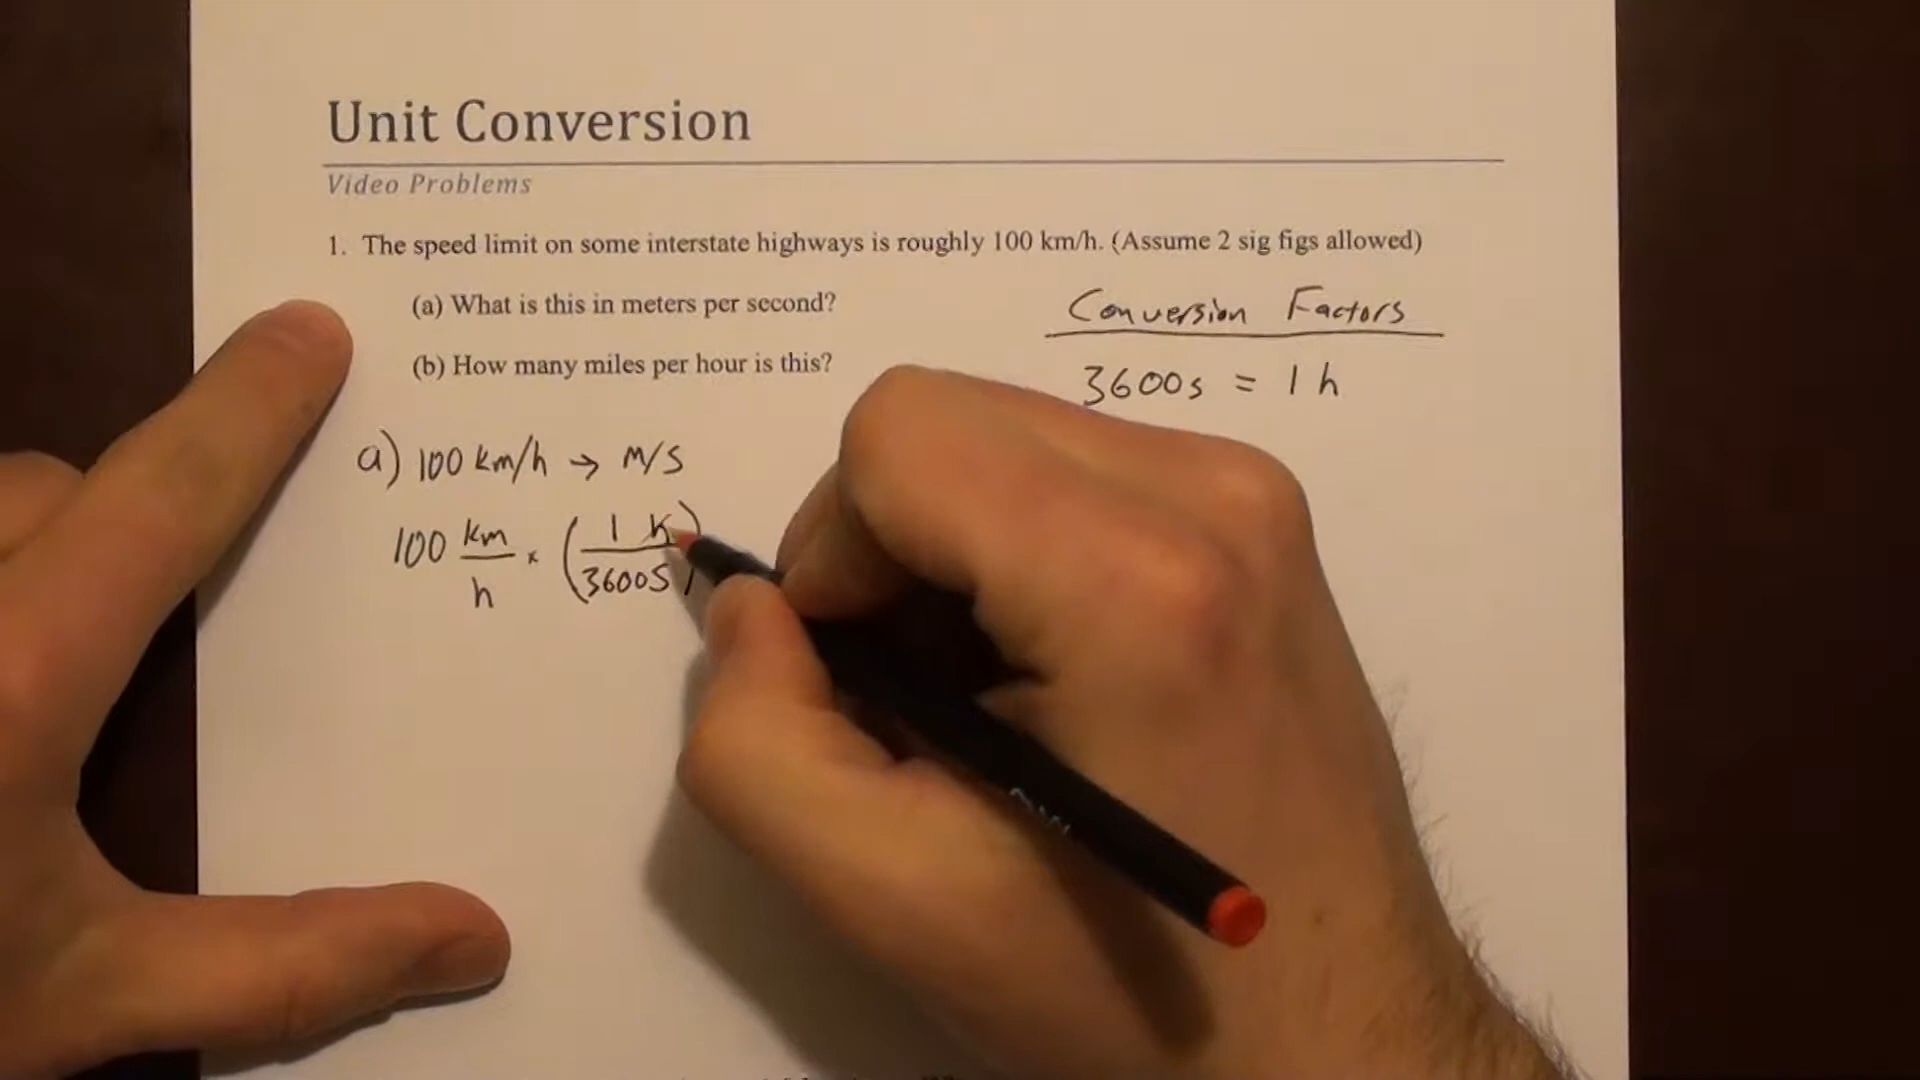 Unit Conversion
Video Problems
1. The speed limit on some interstate highways is roughly 100 km/h. (Assume 2 sig figs allowed)
(a) What is this in meters per second?
(b) How many miles per hour is this?
Conversion Factors
3600s = 1 h
a) 100 km/h → m/s
100 km/h × (1 h/3600s)